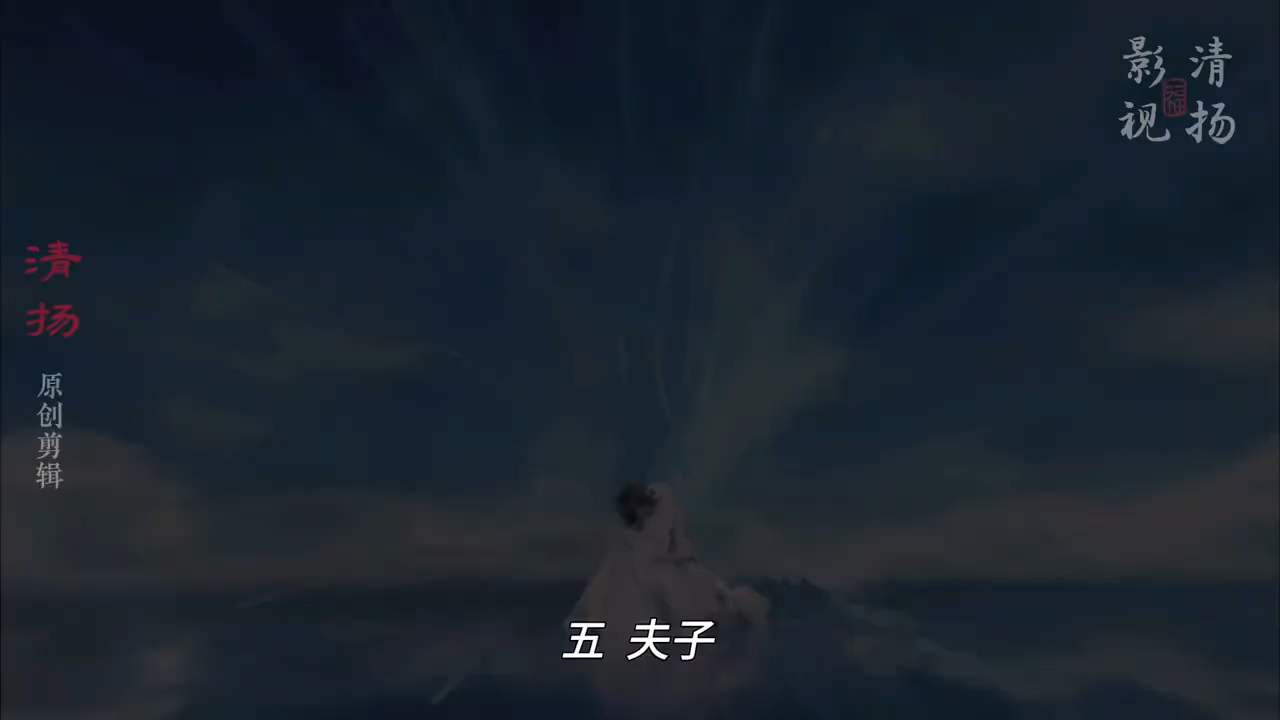 清扬
影视
清扬
原创剪辑
五 夫子